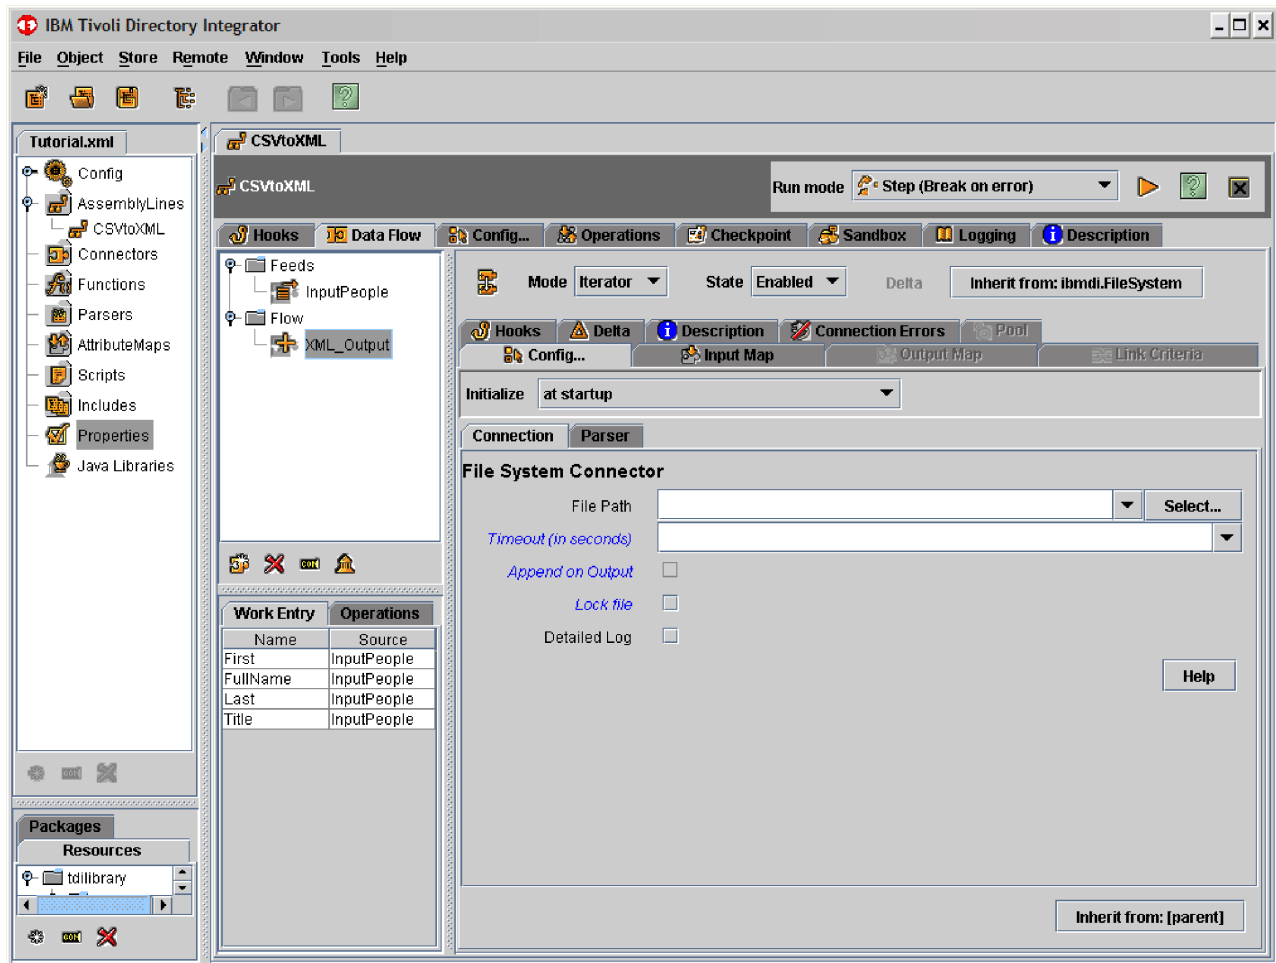 IBM Tivoli Directory Integrator
File Object Store Remote Window Tools Help
Tutorial.xml
Config
AssemblyLines
CSVtoXML
Connectors
Functions
Parsers
AttributeMaps
Scripts
Includes
Properties
Java Libraries
Packages
Resources
tdilibrary
CSVtoXML
CSVtoXML
Run mode Step (Break on error)
Hooks Data Flow Config... Operations Checkpoint Sandbox Logging Description
Feeds
InputPeople
Flow
XML_Output
Work Entry Operations
Name Source
First InputPeople
FullName InputPeople
Last InputPeople
Title InputPeople
Mode Iterator State Enabled Delta Inherit from: ibmdi.FileSystem
Hooks Delta Description Connection Errors Pool
Config... Input Map Output Map Link Criteria
Initialize at startup
Connection Parser
File System Connector
File Path Select...
Timeout (in seconds)
Append on Output
Lock file
Detailed Log
Help
Inherit from: [parent]